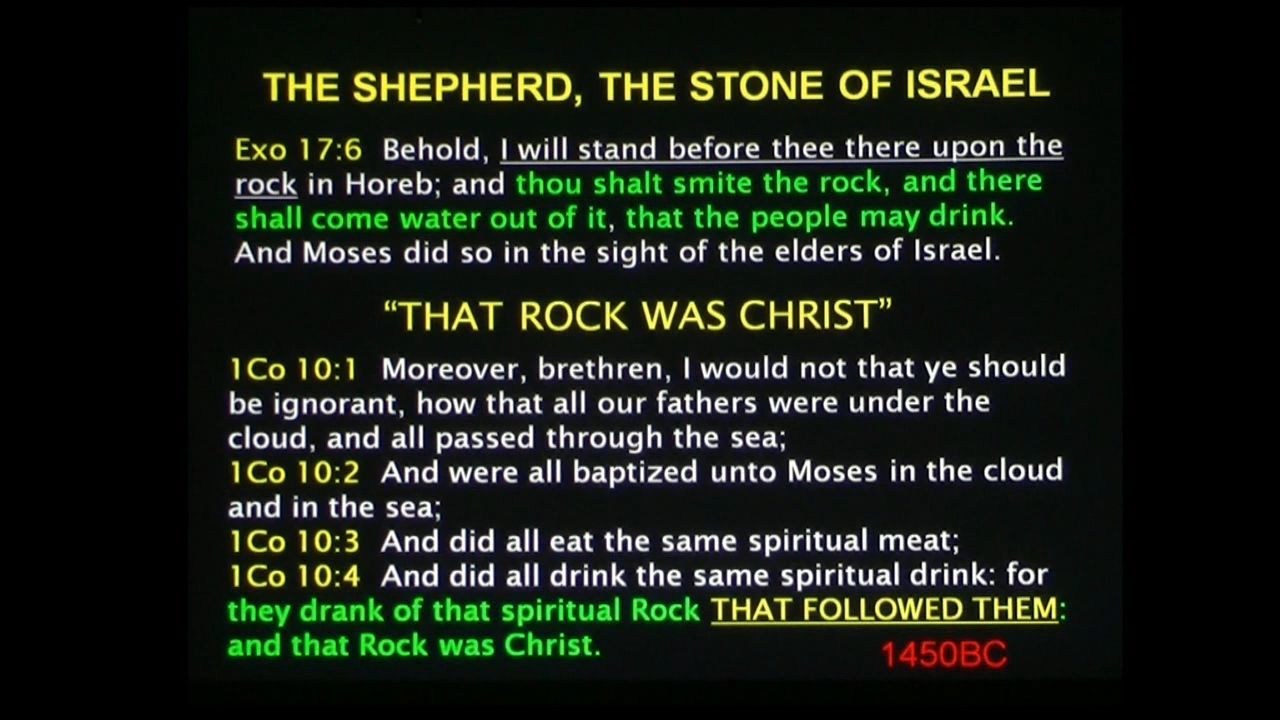 THE SHEPHERD, THE STONE OF ISRAEL
Exo 17:6 Behold, I will stand before thee there upon the
rock in Horeb; and thou shalt smite the rock, and there
shall come water out of it, that the people may drink.
And Moses did so in the sight of the elders of Israel.
“THAT ROCK WAS CHRIST”
1Co 10:1 Moreover, brethren, I would not that ye should
be ignorant, how that all our fathers were under the
cloud, and all passed through the sea;
1Co 10:2 And were all baptized unto Moses in the cloud
and in the sea;
1Co 10:3 And did all eat the same spiritual meat;
1Co 10:4 And did all drink the same spiritual drink: for
they drank of that spiritual Rock THAT FOLLOWED THEM:
and that Rock was Christ.
1450BC